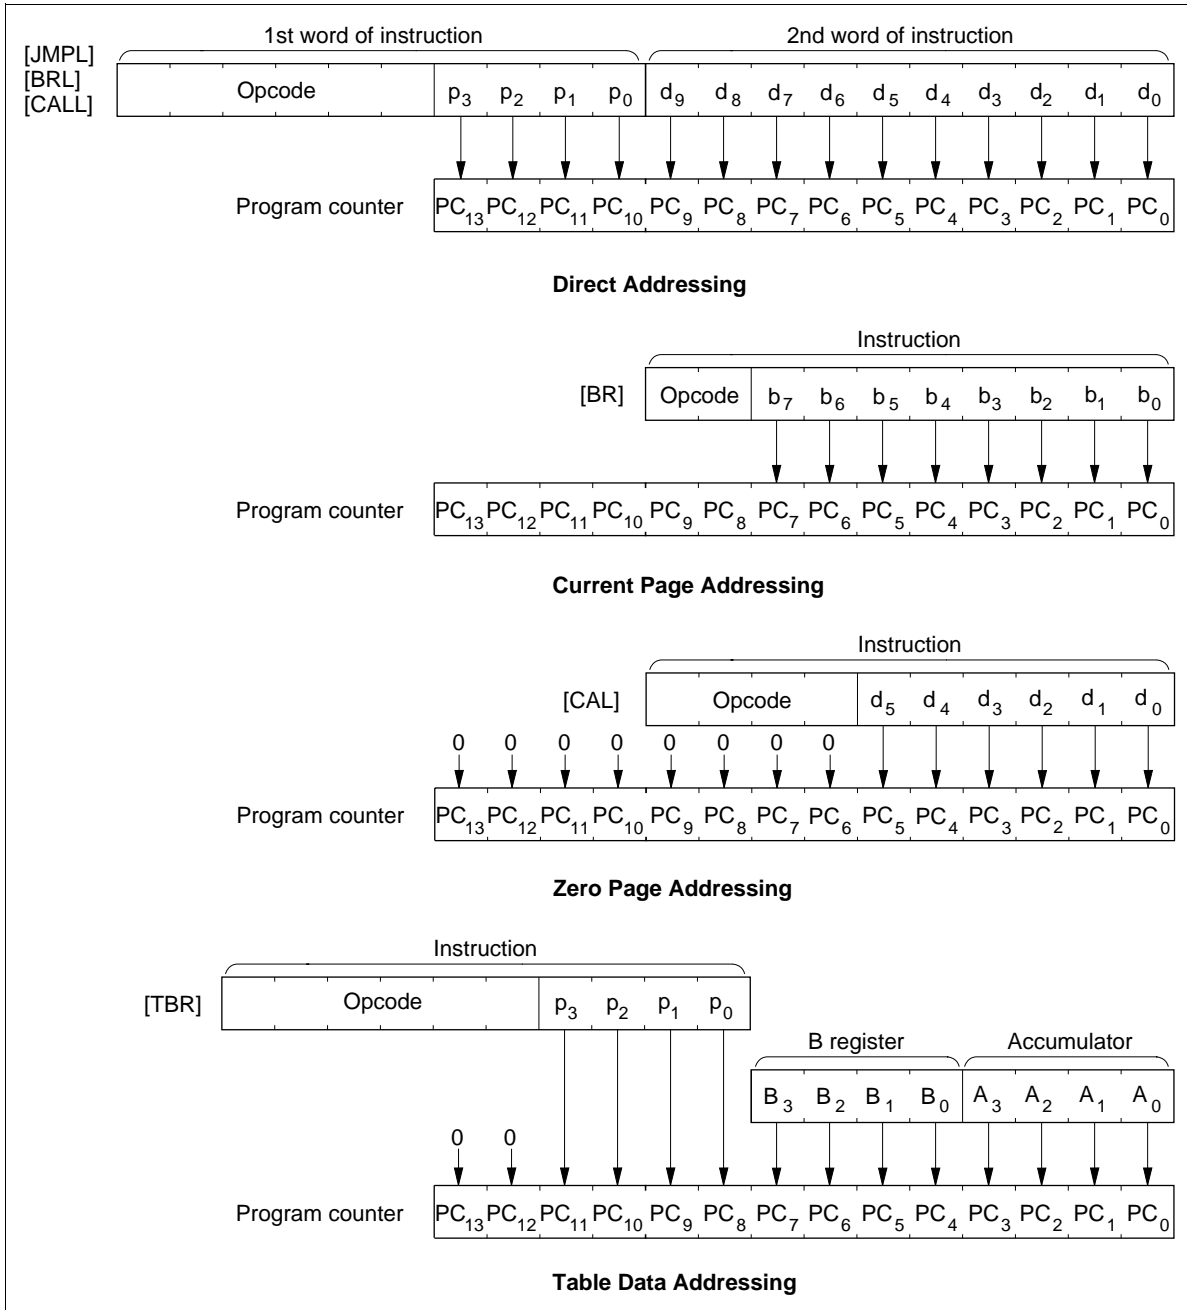 1st word of instruction 2nd word of instruction
[JMPL]
[BRL]
[CALL]
Opcode p3 p2 p1 p0 d9 d8 d7 d6 d5 d4 d3 d2 d1 d0
Program counter PC13 PC12 PC11 PC10 PC9 PC8 PC7 PC6 PC5 PC4 PC3 PC2 PC1 PC0
Direct Addressing
Instruction
[BR] Opcode b7 b6 b5 b4 b3 b2 b1 b0
Program counter PC13 PC12 PC11 PC10 PC9 PC8 PC7 PC6 PC5 PC4 PC3 PC2 PC1 PC0
Current Page Addressing
Instruction
[CAL] Opcode d5 d4 d3 d2 d1 d0
0 0 0 0 0 0 0 0
Program counter PC13 PC12 PC11 PC10 PC9 PC8 PC7 PC6 PC5 PC4 PC3 PC2 PC1 PC0
Zero Page Addressing
Instruction
[TBR] Opcode p3 p2 p1 p0
B register Accumulator
B3 B2 B1 B0 A3 A2 A1 A0
0 0
Program counter PC13 PC12 PC11 PC10 PC9 PC8 PC7 PC6 PC5 PC4 PC3 PC2 PC1 PC0
Table Data Addressing